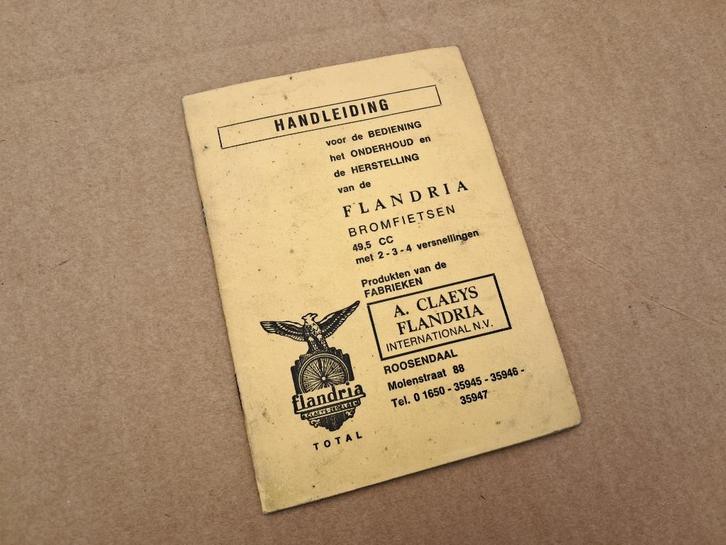 HANDLEIDING
voor de BEDIENING
het ONDERHOUD en
de HERSTELLING
van de
FLANDRIA
BROMFIETSEN
49,5 CC
met 2-3-4 versnellingen
Produkten van de
FABRIEKEN
A. CLAEYS
FLANDRIA
INTERNATIONAL N.V.
ROOSENDAAL
Molenstraat 88
Tel. 0 1650 - 35945 - 35946 -
35947
flandria
TOTAL